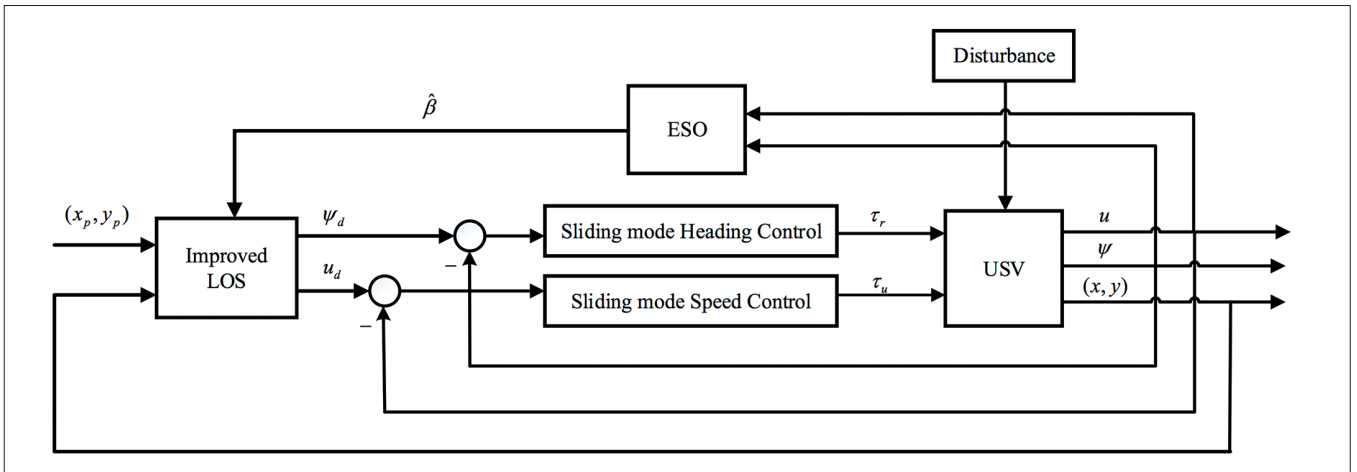 Disturbance
β̂
ESO
(x_p, y_p)
ψ_d
Sliding mode Heading Control
τ_r
u
Improved
LOS
u_d
ψ
USV
−
Sliding mode Speed Control
τ_u
(x, y)
−